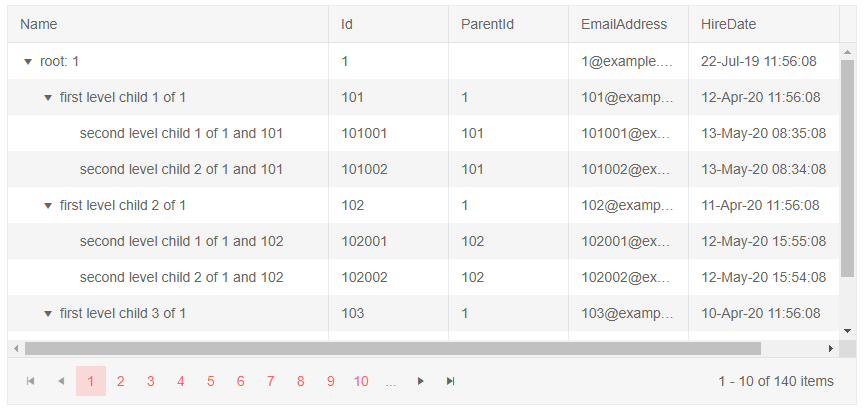 Name Id ParentId EmailAddress HireDate
root: 1 1 1@example.... 22-Jul-19 11:56:08
first level child 1 of 1 101 1 101@examp... 12-Apr-20 11:56:08
second level child 1 of 1 and 101 101001 101 101001@ex... 13-May-20 08:35:08
second level child 2 of 1 and 101 101002 101 101002@ex... 13-May-20 08:34:08
first level child 2 of 1 102 1 102@examp... 11-Apr-20 11:56:08
second level child 1 of 1 and 102 102001 102 102001@ex... 12-May-20 15:55:08
second level child 2 of 1 and 102 102002 102 102002@ex... 12-May-20 15:54:08
first level child 3 of 1 103 1 103@examp... 10-Apr-20 11:56:08
1 2 3 4 5 6 7 8 9 10 ... 1 - 10 of 140 items